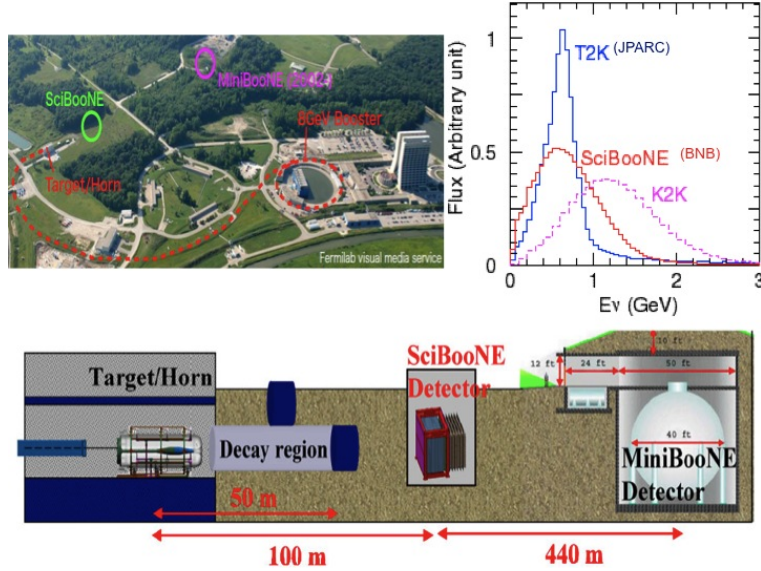 SciBooNE
MiniBooNE (2002-)
8GeV Booster
Target/Horn
Fermilab visual media service
Flux (Arbitrary unit)
1
0.5
0
T2K (JPARC)
SciBooNE (BNB)
K2K
0 1 2 3
Eν (GeV)
Target/Horn
Decay region
50 m
100 m
SciBooNE
Detector
440 m
12 ft
24 ft
10 ft
50 ft
40 ft
MiniBooNE
Detector